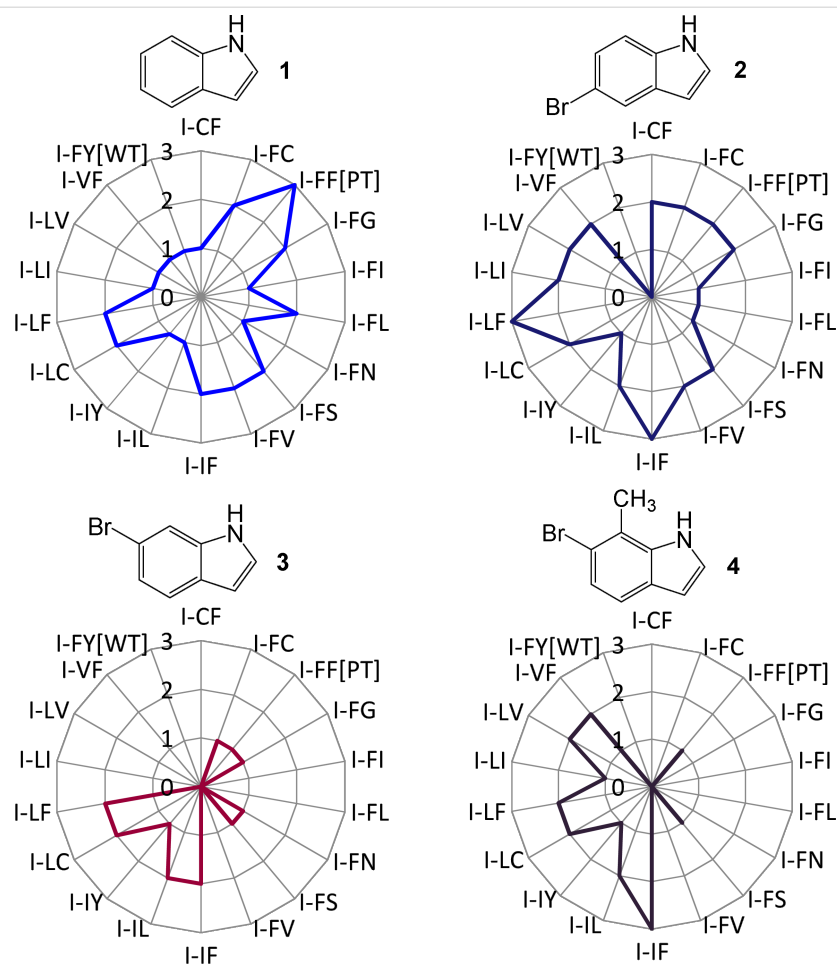 H
N
1
H
N
Br
2
I-CF
I-FC
I-FF[PT]
I-FG
I-FI
I-FL
I-FN
I-FS
I-FV
I-IF
I-IL
I-IY
I-LC
I-LF
I-LI
I-LV
I-VF
I-FY[WT]
3
2
1
0
I-CF
I-FC
I-FF[PT]
I-FG
I-FI
I-FL
I-FN
I-FS
I-FV
I-IF
I-IL
I-IY
I-LC
I-LF
I-LI
I-LV
I-VF
I-FY[WT]
3
2
1
0
Br
H
N
3
CH3
Br
H
N
4
I-CF
I-FC
I-FF[PT]
I-FG
I-FI
I-FL
I-FN
I-FS
I-FV
I-IF
I-IL
I-IY
I-LC
I-LF
I-LI
I-LV
I-VF
I-FY[WT]
3
2
1
0
I-CF
I-FC
I-FF[PT]
I-FG
I-FI
I-FL
I-FN
I-FS
I-FV
I-IF
I-IL
I-IY
I-LC
I-LF
I-LI
I-LV
I-VF
I-FY[WT]
3
2
1
0